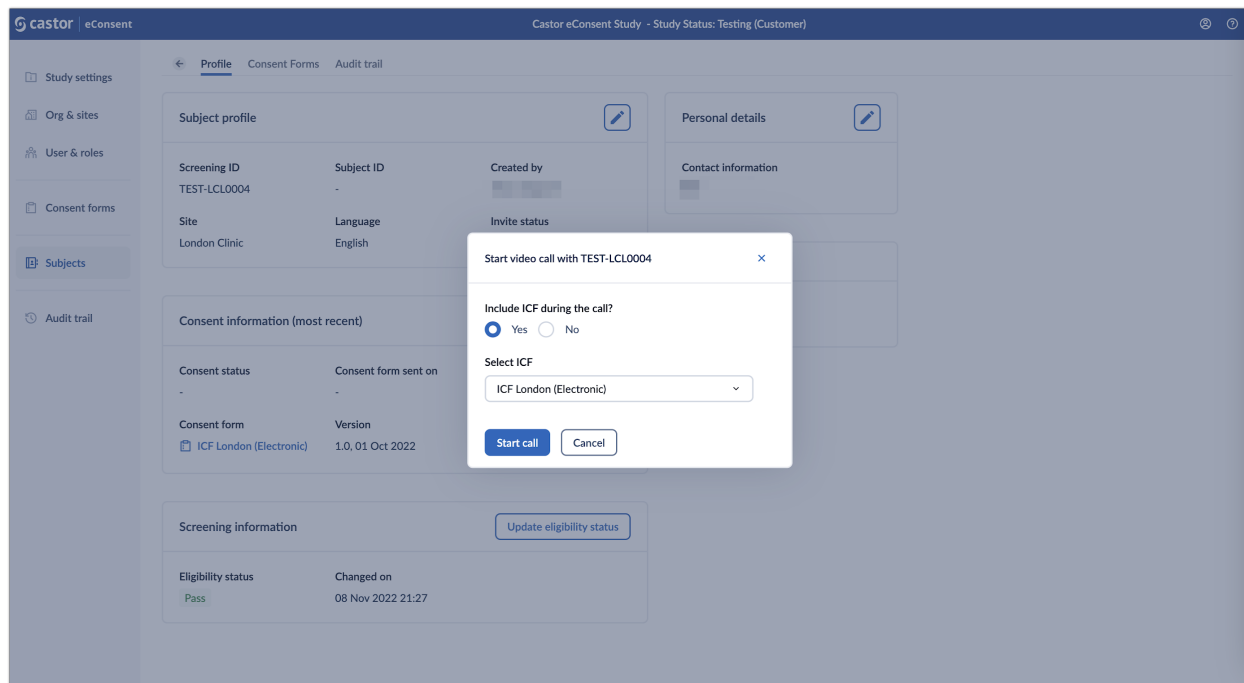 castor eConsent
Castor eConsent Study - Study Status: Testing (Customer)
Study settings
Org & sites
User & roles
Consent forms
Subjects
Audit trail
Profile Consent Forms Audit trail
Subject profile
Screening ID Subject ID Created by
TEST-LCL0004 -
Site Language Invite status
London Clinic English
Personal details
Contact information
Consent information (most recent)
Consent status Consent form sent on
- -
Consent form Version
ICF London (Electronic) 1.0, 01 Oct 2022
Screening information Update eligibility status
Eligibility status Changed on
Pass 08 Nov 2022 21:27
Start video call with TEST-LCL0004
Include ICF during the call?
Yes No
Select ICF
ICF London (Electronic)
Start call Cancel